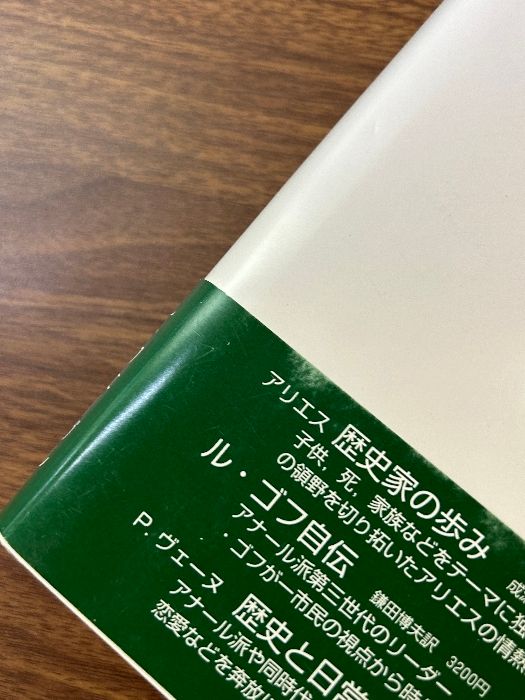 アリエス 歴史家の歩み 成
子供，死，家族などをテーマに独
の領野を切り拓いたアリエスの情熱
ル・ゴフ自伝 鎌田博夫訳 3200円
アナール派第三世代のリーダー
・ゴフが一市民の視点から時
P.ヴェーヌ 歴史と日常
アナール派や同時代
恋愛などを奔放に